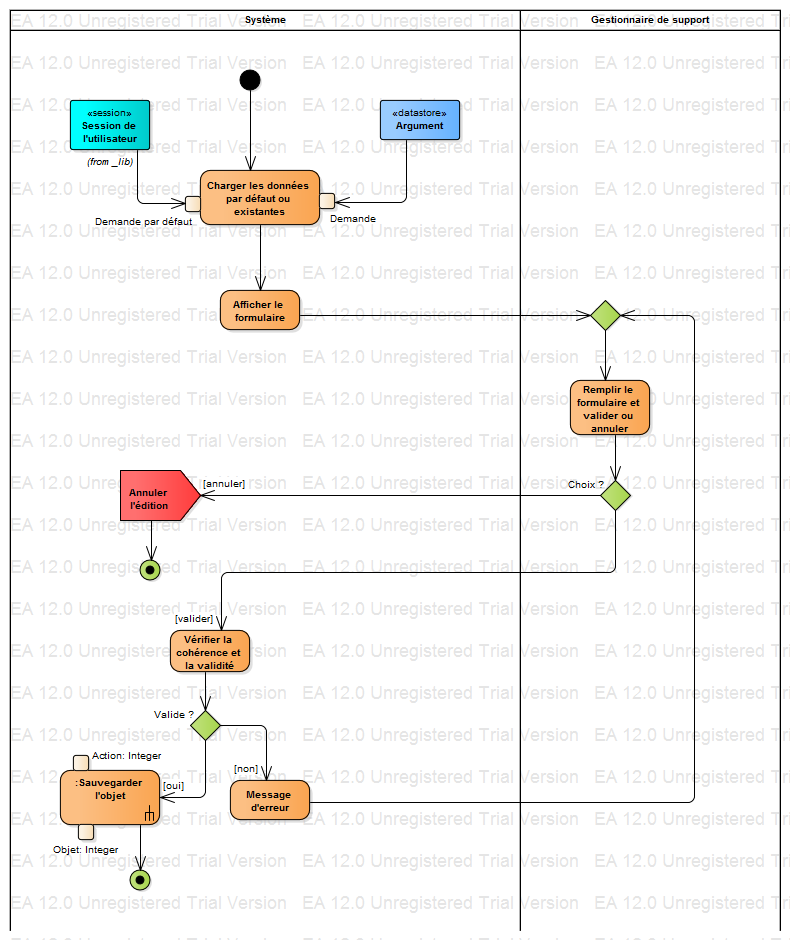 Système
Gestionnaire de support
EA 12.0 Unregistered Trial Version
«session»
Session de
l'utilisateur
(from _lib)
«datastore»
Argument
Charger les données
par défaut ou
existantes
Demande par défaut
Demande
Afficher le
formulaire
Remplir le
formulaire et
valider ou
annuler
Choix ?
[annuler]
Annuler
l'édition
[valider]
Vérifier la
cohérence et
la validité
Valide ?
Action: Integer
[non]
[oui]
:Sauvegarder
l'objet
Message
d'erreur
Objet: Integer